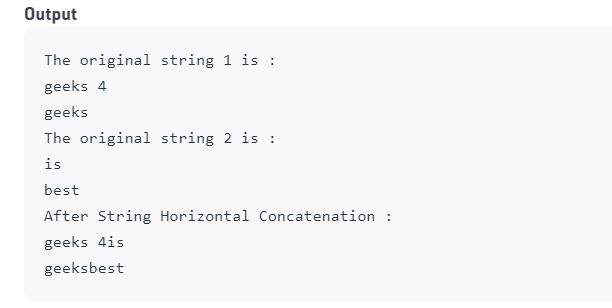 Output
The original string 1 is :
geeks 4
geeks
The original string 2 is :
is
best
After String Horizontal Concatenation :
geeks 4is
geeksbest